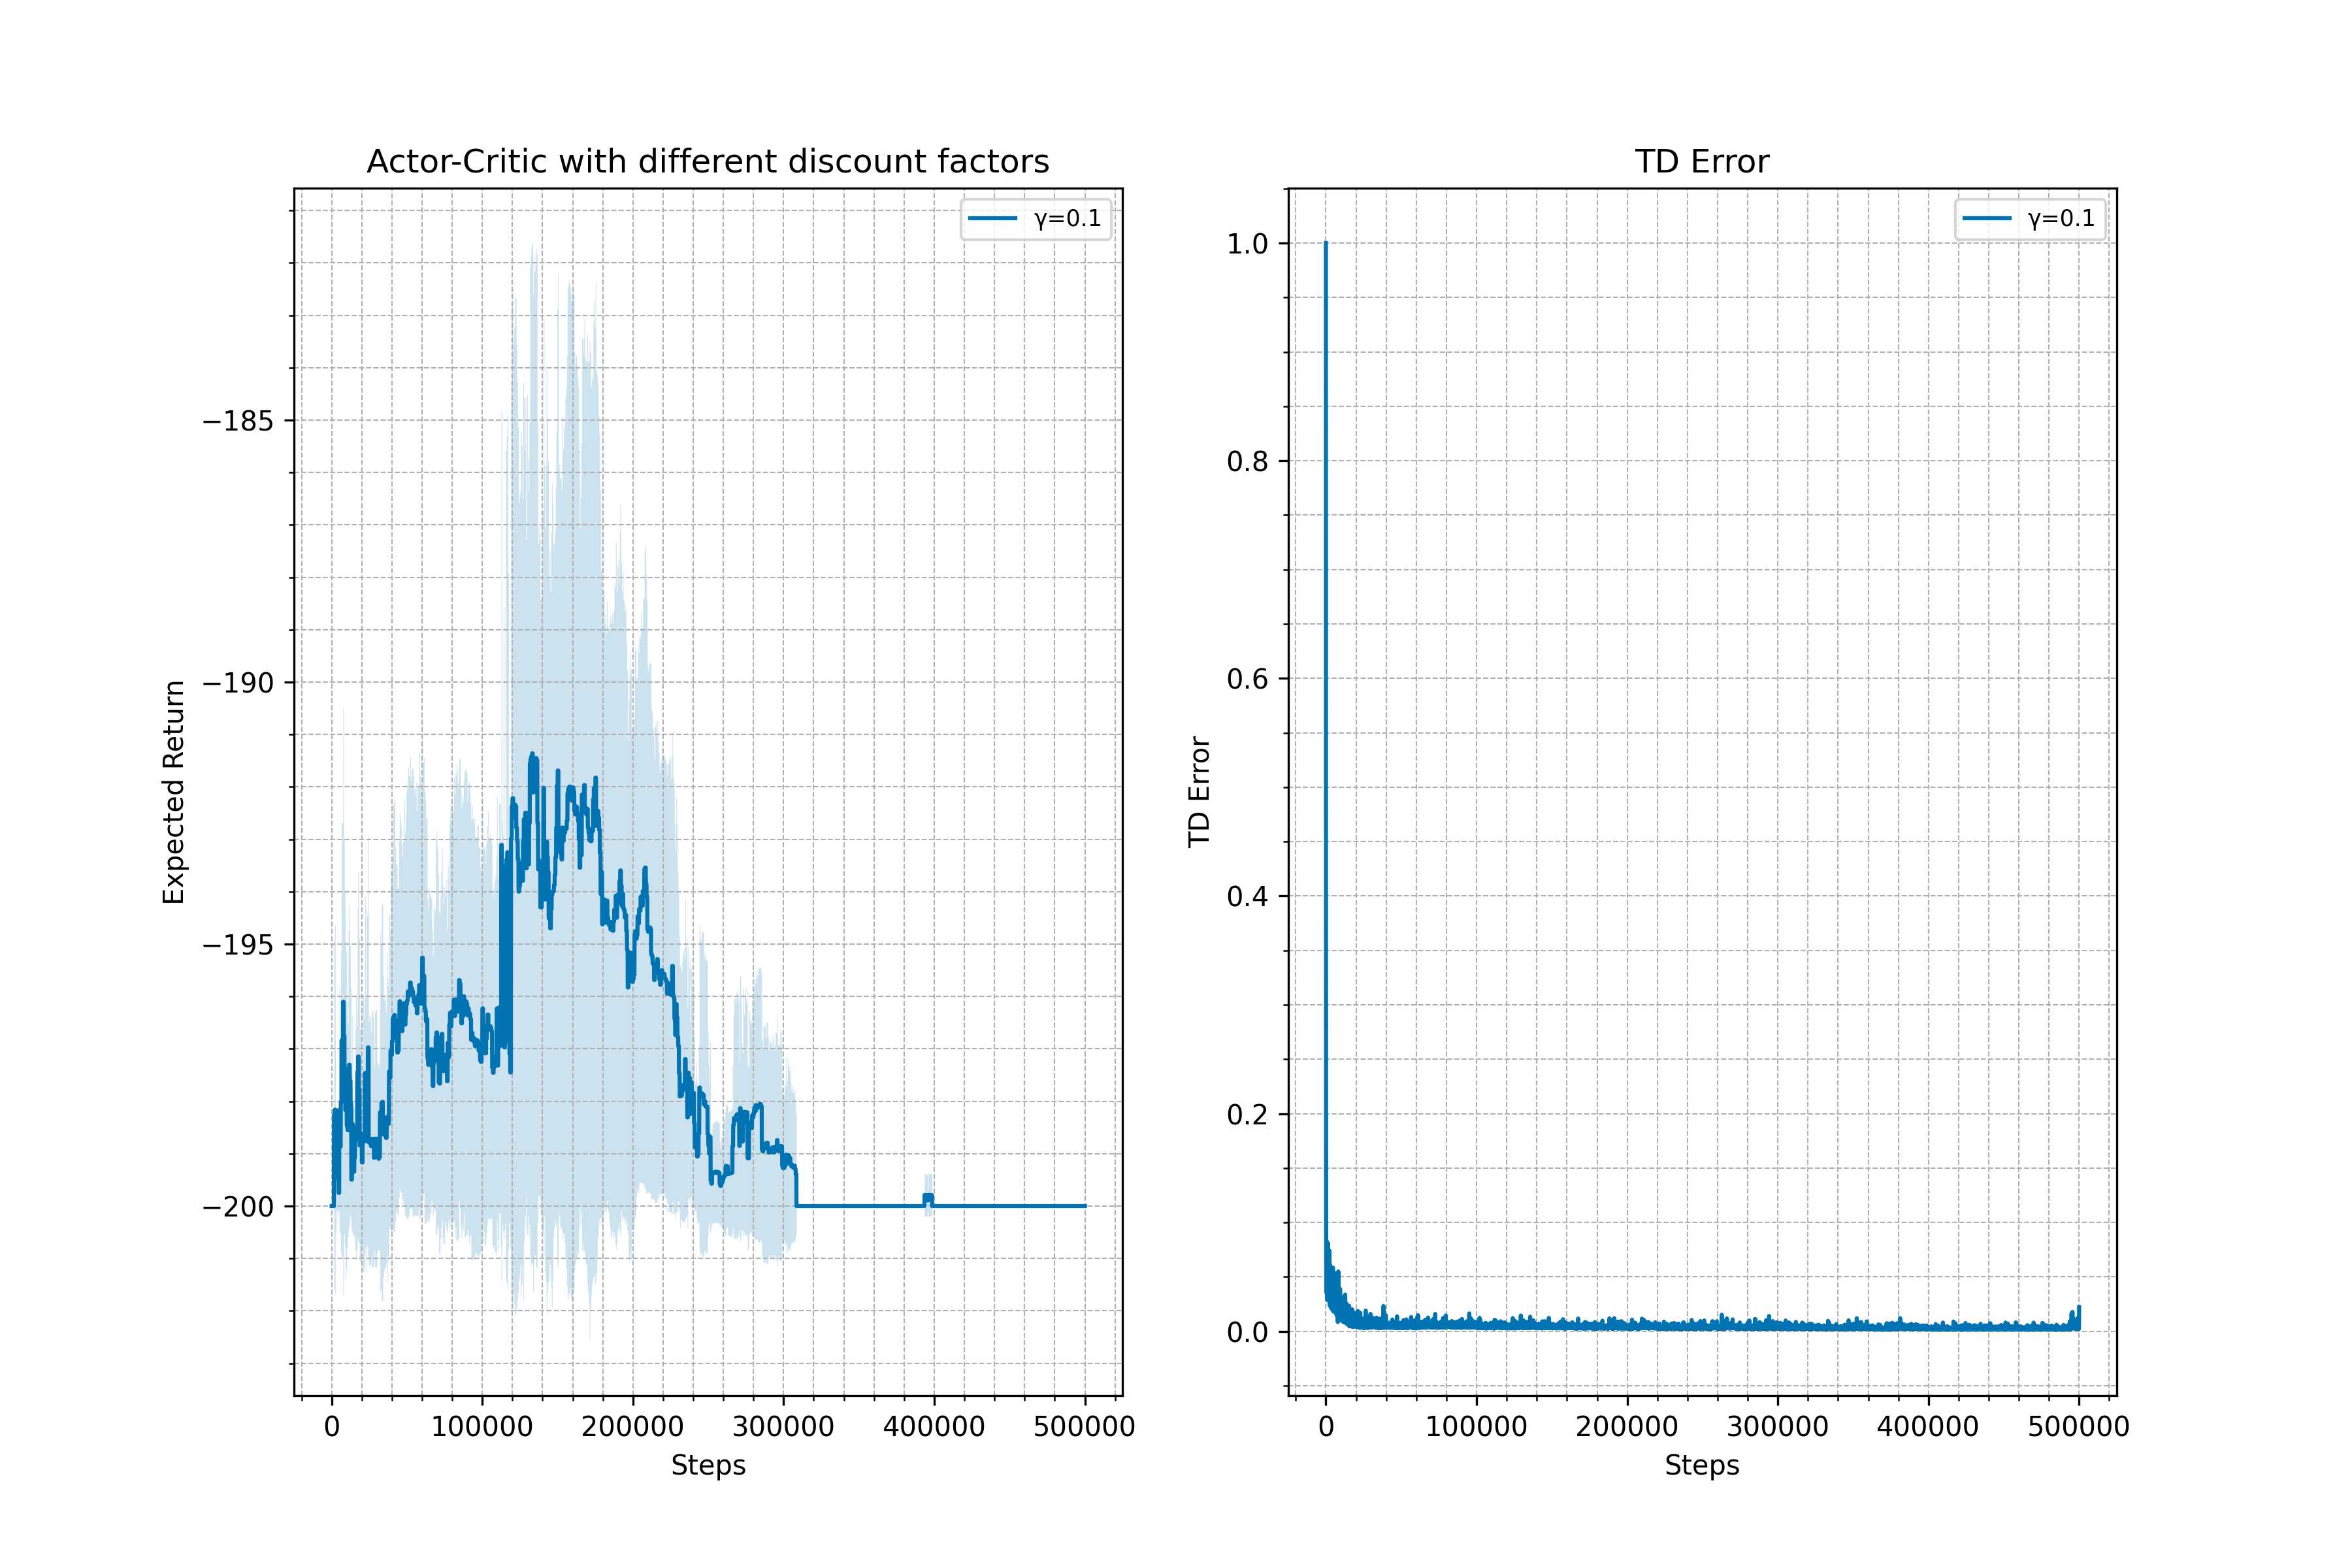 Actor-Critic with different discount factors
γ=0.1
Expected Return
−185
−190
−195
−200
0 100000 200000 300000 400000 500000
Steps
TD Error
γ=0.1
TD Error
1.0
0.8
0.6
0.4
0.2
0.0
0 100000 200000 300000 400000 500000
Steps